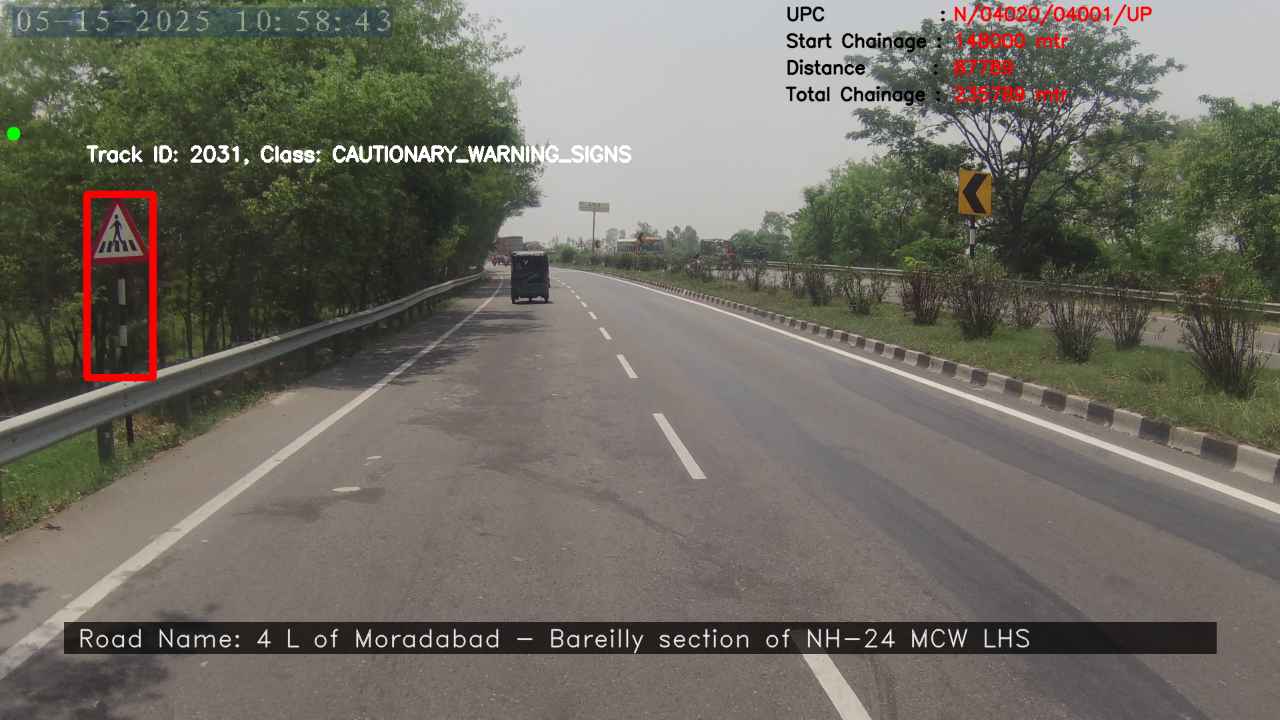 05-15-2025 10:58:43
UPC : N/04020/04001/UP
Start Chainage : 148000 mtr
Distance : 87789
Total Chainage : 235789 mtr
Track ID: 2031, Class: CAUTIONARY_WARNING_SIGNS
Road Name: 4 L of Moradabad - Bareilly section of NH-24 MCW LHS